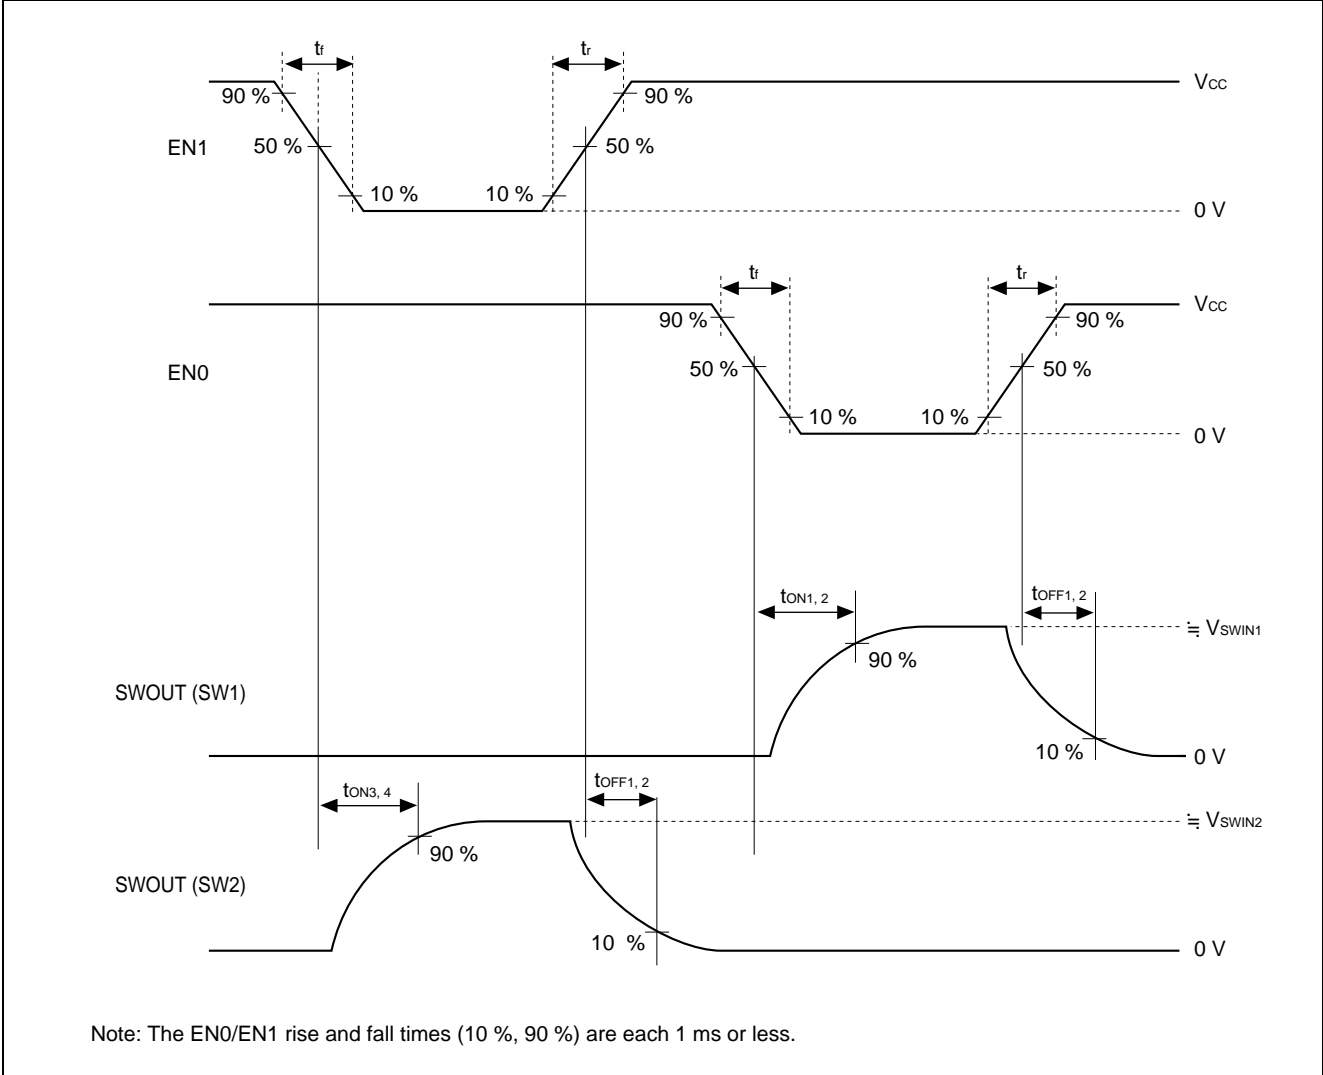 tf tr
VCC
90 % 90 %
EN1 50 % 50 %
10 % 10 %
0 V
tf tr
VCC
90 % 90 %
EN0 50 % 50 %
10 % 10 %
0 V
tON1, 2 tOFF1, 2
≒ VSWIN1
90 %
SWOUT (SW1)
10 % 0 V
tON3, 4 tOFF1, 2
≒ VSWIN2
90 %
SWOUT (SW2)
10 % 0 V
Note: The EN0/EN1 rise and fall times (10 %, 90 %) are each 1 ms or less.